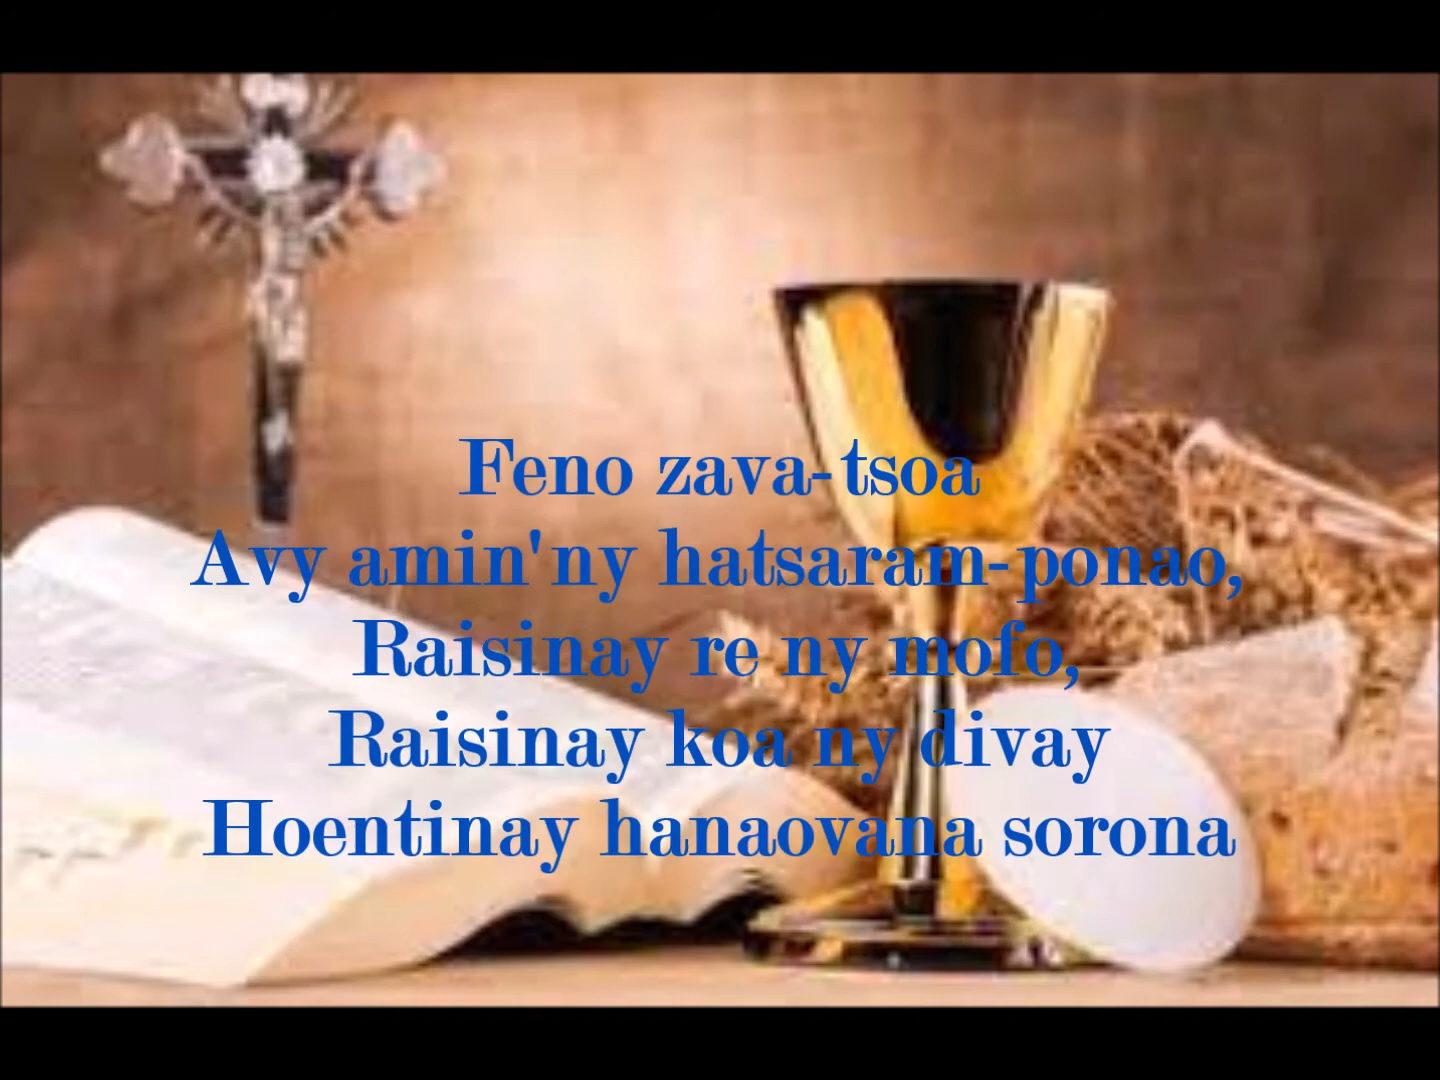 Feno zava-tsoa
Avy amin'ny hatsaram-ponao,
Raisinay re ny mofo,
Raisinay koa ny divay
Hoentinay hanaovana sorona